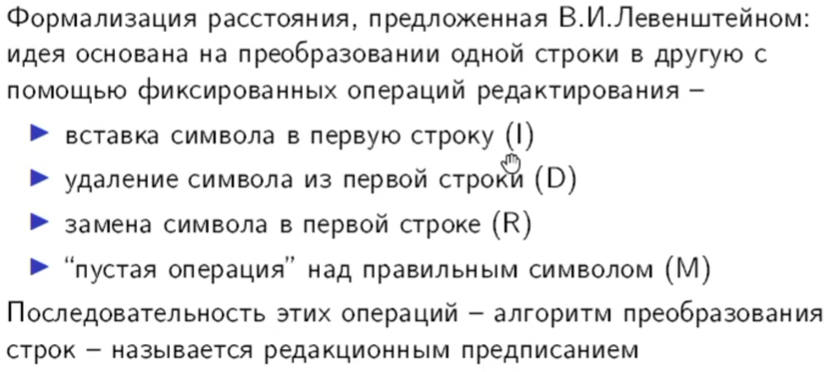 Формализация расстояния, предложенная В.И.Левенштейном:
идея основана на преобразовании одной строки в другую с
помощью фиксированных операций редактирования –
вставка символа в первую строку (I)
удаление символа из первой строки (D)
замена символа в первой строке (R)
“пустая операция” над правильным символом (M)
Последовательность этих операций – алгоритм преобразования
строк – называется редакционным предписанием